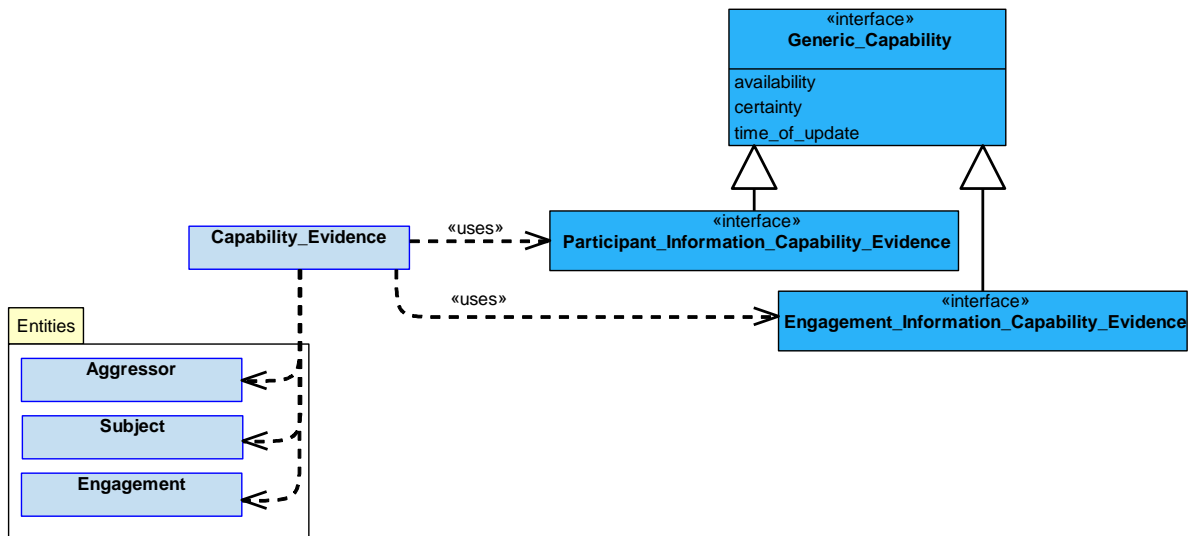 «interface»
Generic_Capability
availability
certainty
time_of_update
«interface»
Participant_Information_Capability_Evidence
Capability_Evidence
«uses»
«uses»
«interface»
Engagement_Information_Capability_Evidence
Entities
Aggressor
Subject
Engagement